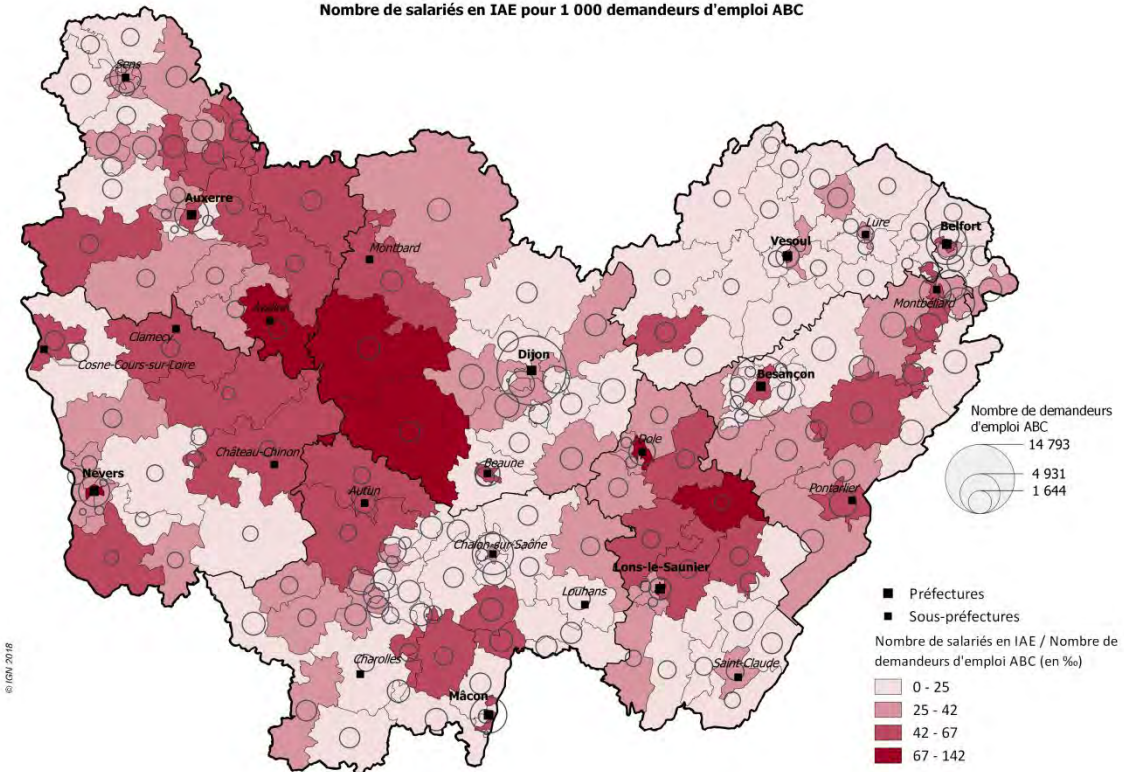 Nombre de salariés en IAE pour 1 000 demandeurs d'emploi ABC
Sens
Auxerre
Montbard
Avallon
Clamecy
Cosne-Cours-sur-Loire
Château-Chinon
Nevers
Autun
Dijon
Beaune
Vesoul
Lure
Belfort
Montbéliard
Besançon
Dole
Pontarlier
Chalon-sur-Saône
Lons-le-Saunier
Louhans
Charolles
Saint-Claude
Mâcon
Nombre de demandeurs
d'emploi ABC
14 793
4 931
1 644
Préfectures
Sous-préfectures
Nombre de salariés en IAE / Nombre de
demandeurs d'emploi ABC (en ‰)
0 - 25
25 - 42
42 - 67
67 - 142
© IGN 2018